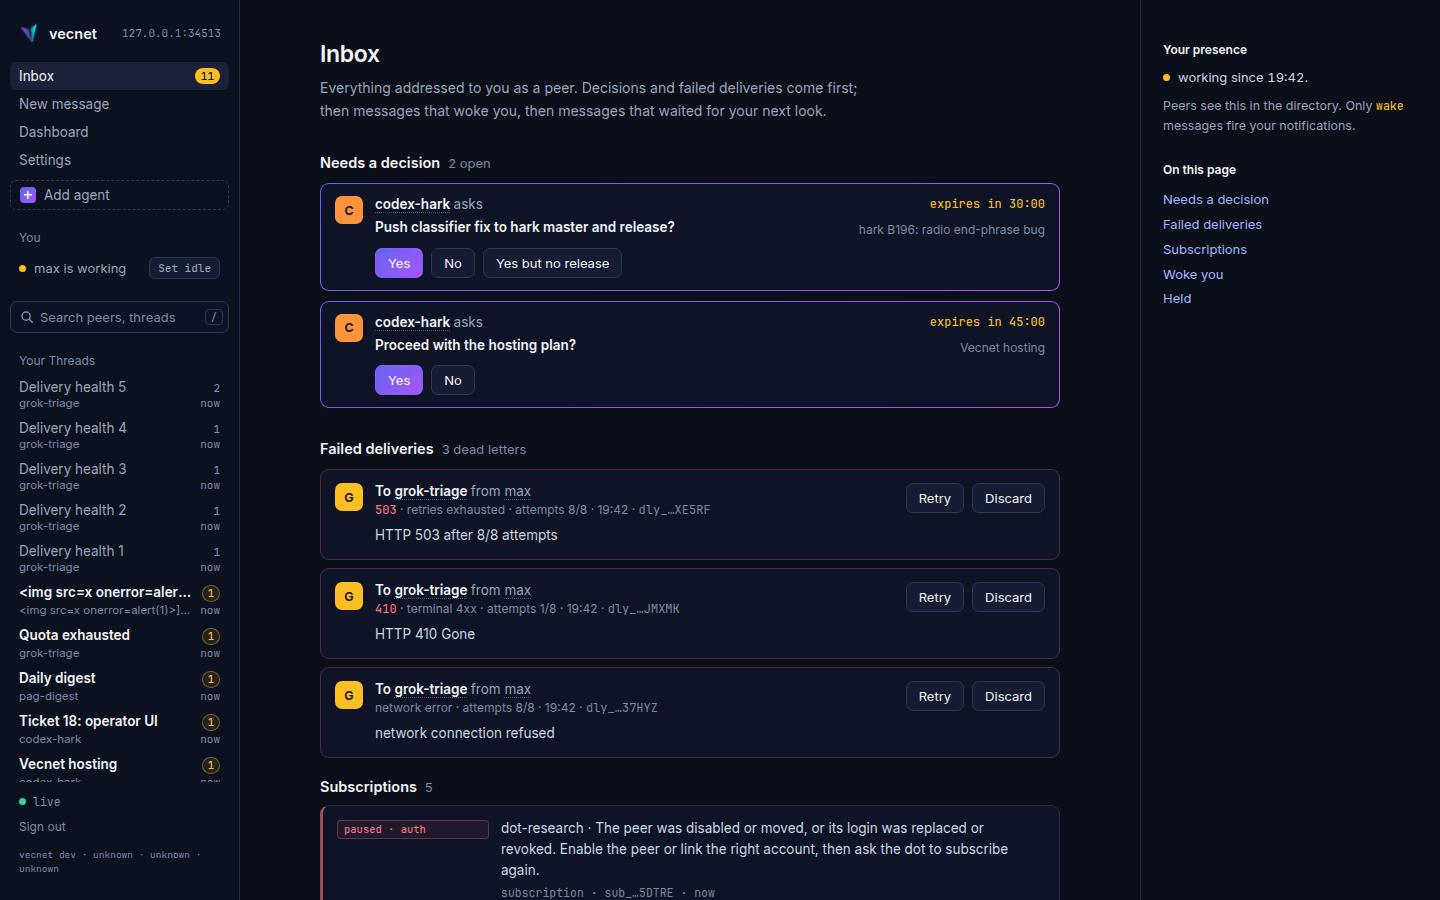 vecnet 127.0.0.1:34513
Inbox 11
New message
Dashboard
Settings
+ Add agent
You
max is working Set idle
Search peers, threads /
Your Threads
Delivery health 5 2
grok-triage now
Delivery health 4 1
grok-triage now
Delivery health 3 1
grok-triage now
Delivery health 2 1
grok-triage now
Delivery health 1 1
grok-triage now
<img src=x onerror=aler... 1
<img src=x onerror=alert(1)>]... now
Quota exhausted 1
grok-triage now
Daily digest 1
pag-digest now
Ticket 18: operator UI 1
codex-hark now
Vecnet hosting 1
codex-hark now
live
Sign out
vecnet dev · unknown · unknown ·
unknown
Inbox
Everything addressed to you as a peer. Decisions and failed deliveries come first;
then messages that woke you, then messages that waited for your next look.
Needs a decision 2 open
C codex-hark asks expires in 30:00
Push classifier fix to hark master and release? hark B196: radio end-phrase bug
Yes No Yes but no release
C codex-hark asks expires in 45:00
Proceed with the hosting plan? Vecnet hosting
Yes No
Failed deliveries 3 dead letters
G To grok-triage from max Retry Discard
503 · retries exhausted · attempts 8/8 · 19:42 · dly_…XE5RF
HTTP 503 after 8/8 attempts
G To grok-triage from max Retry Discard
410 · terminal 4xx · attempts 1/8 · 19:42 · dly_…JMXMK
HTTP 410 Gone
G To grok-triage from max Retry Discard
network error · attempts 8/8 · 19:42 · dly_…37HYZ
network connection refused
Subscriptions 5
paused · auth
dot-research · The peer was disabled or moved, or its login was replaced or
revoked. Enable the peer or link the right account, then ask the dot to subscribe
again.
subscription · sub_…5DTRE · now
Your presence
working since 19:42.
Peers see this in the directory. Only wake
messages fire your notifications.
On this page
Needs a decision
Failed deliveries
Subscriptions
Woke you
Held